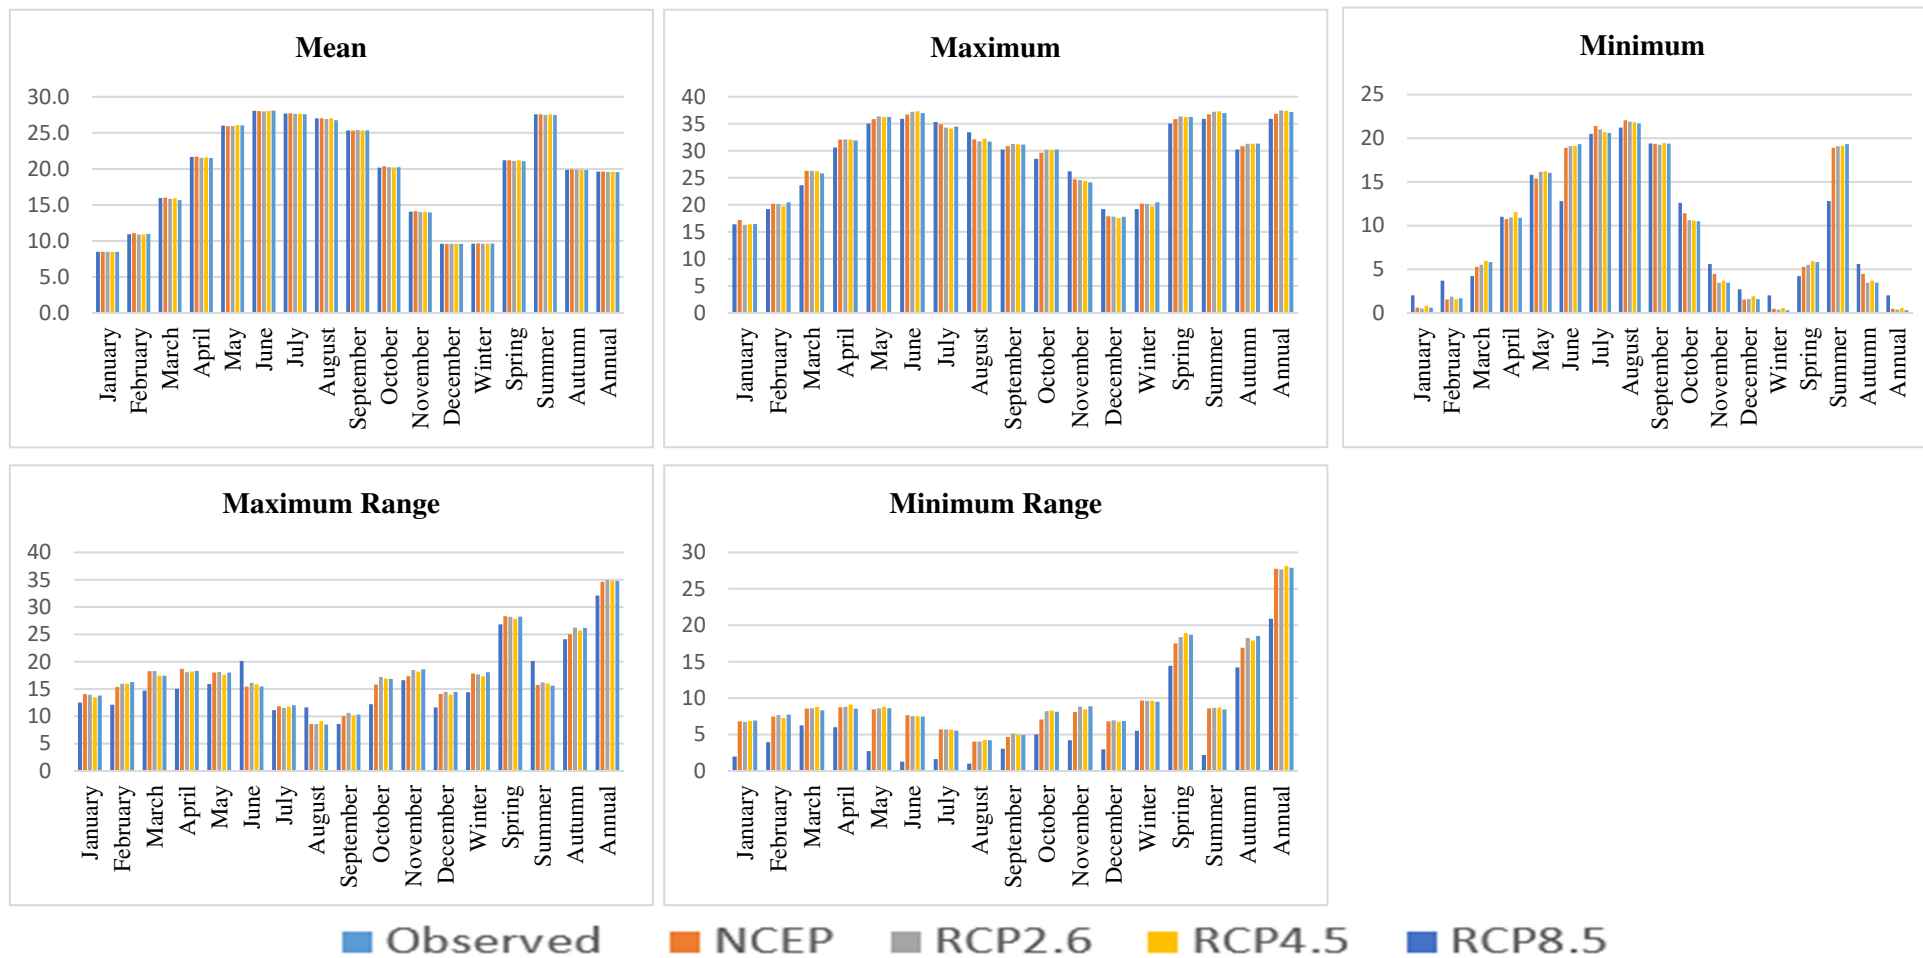 Mean
30.0
25.0
20.0
15.0
10.0
5.0
0.0
January
February
March
April
May
June
July
August
September
October
November
December
Winter
Spring
Summer
Autumn
Annual
Maximum
40
35
30
25
20
15
10
5
0
January
February
March
April
May
June
July
August
September
October
November
December
Winter
Spring
Summer
Autumn
Annual
Minimum
25
20
15
10
5
0
January
February
March
April
May
June
July
August
September
October
November
December
Winter
Spring
Summer
Autumn
Annual
Maximum Range
40
35
30
25
20
15
10
5
0
January
February
March
April
May
June
July
August
September
October
November
December
Winter
Spring
Summer
Autumn
Annual
Minimum Range
30
25
20
15
10
5
0
January
February
March
April
May
June
July
August
September
October
November
December
Winter
Spring
Summer
Autumn
Annual
Observed NCEP RCP2.6 RCP4.5 RCP8.5